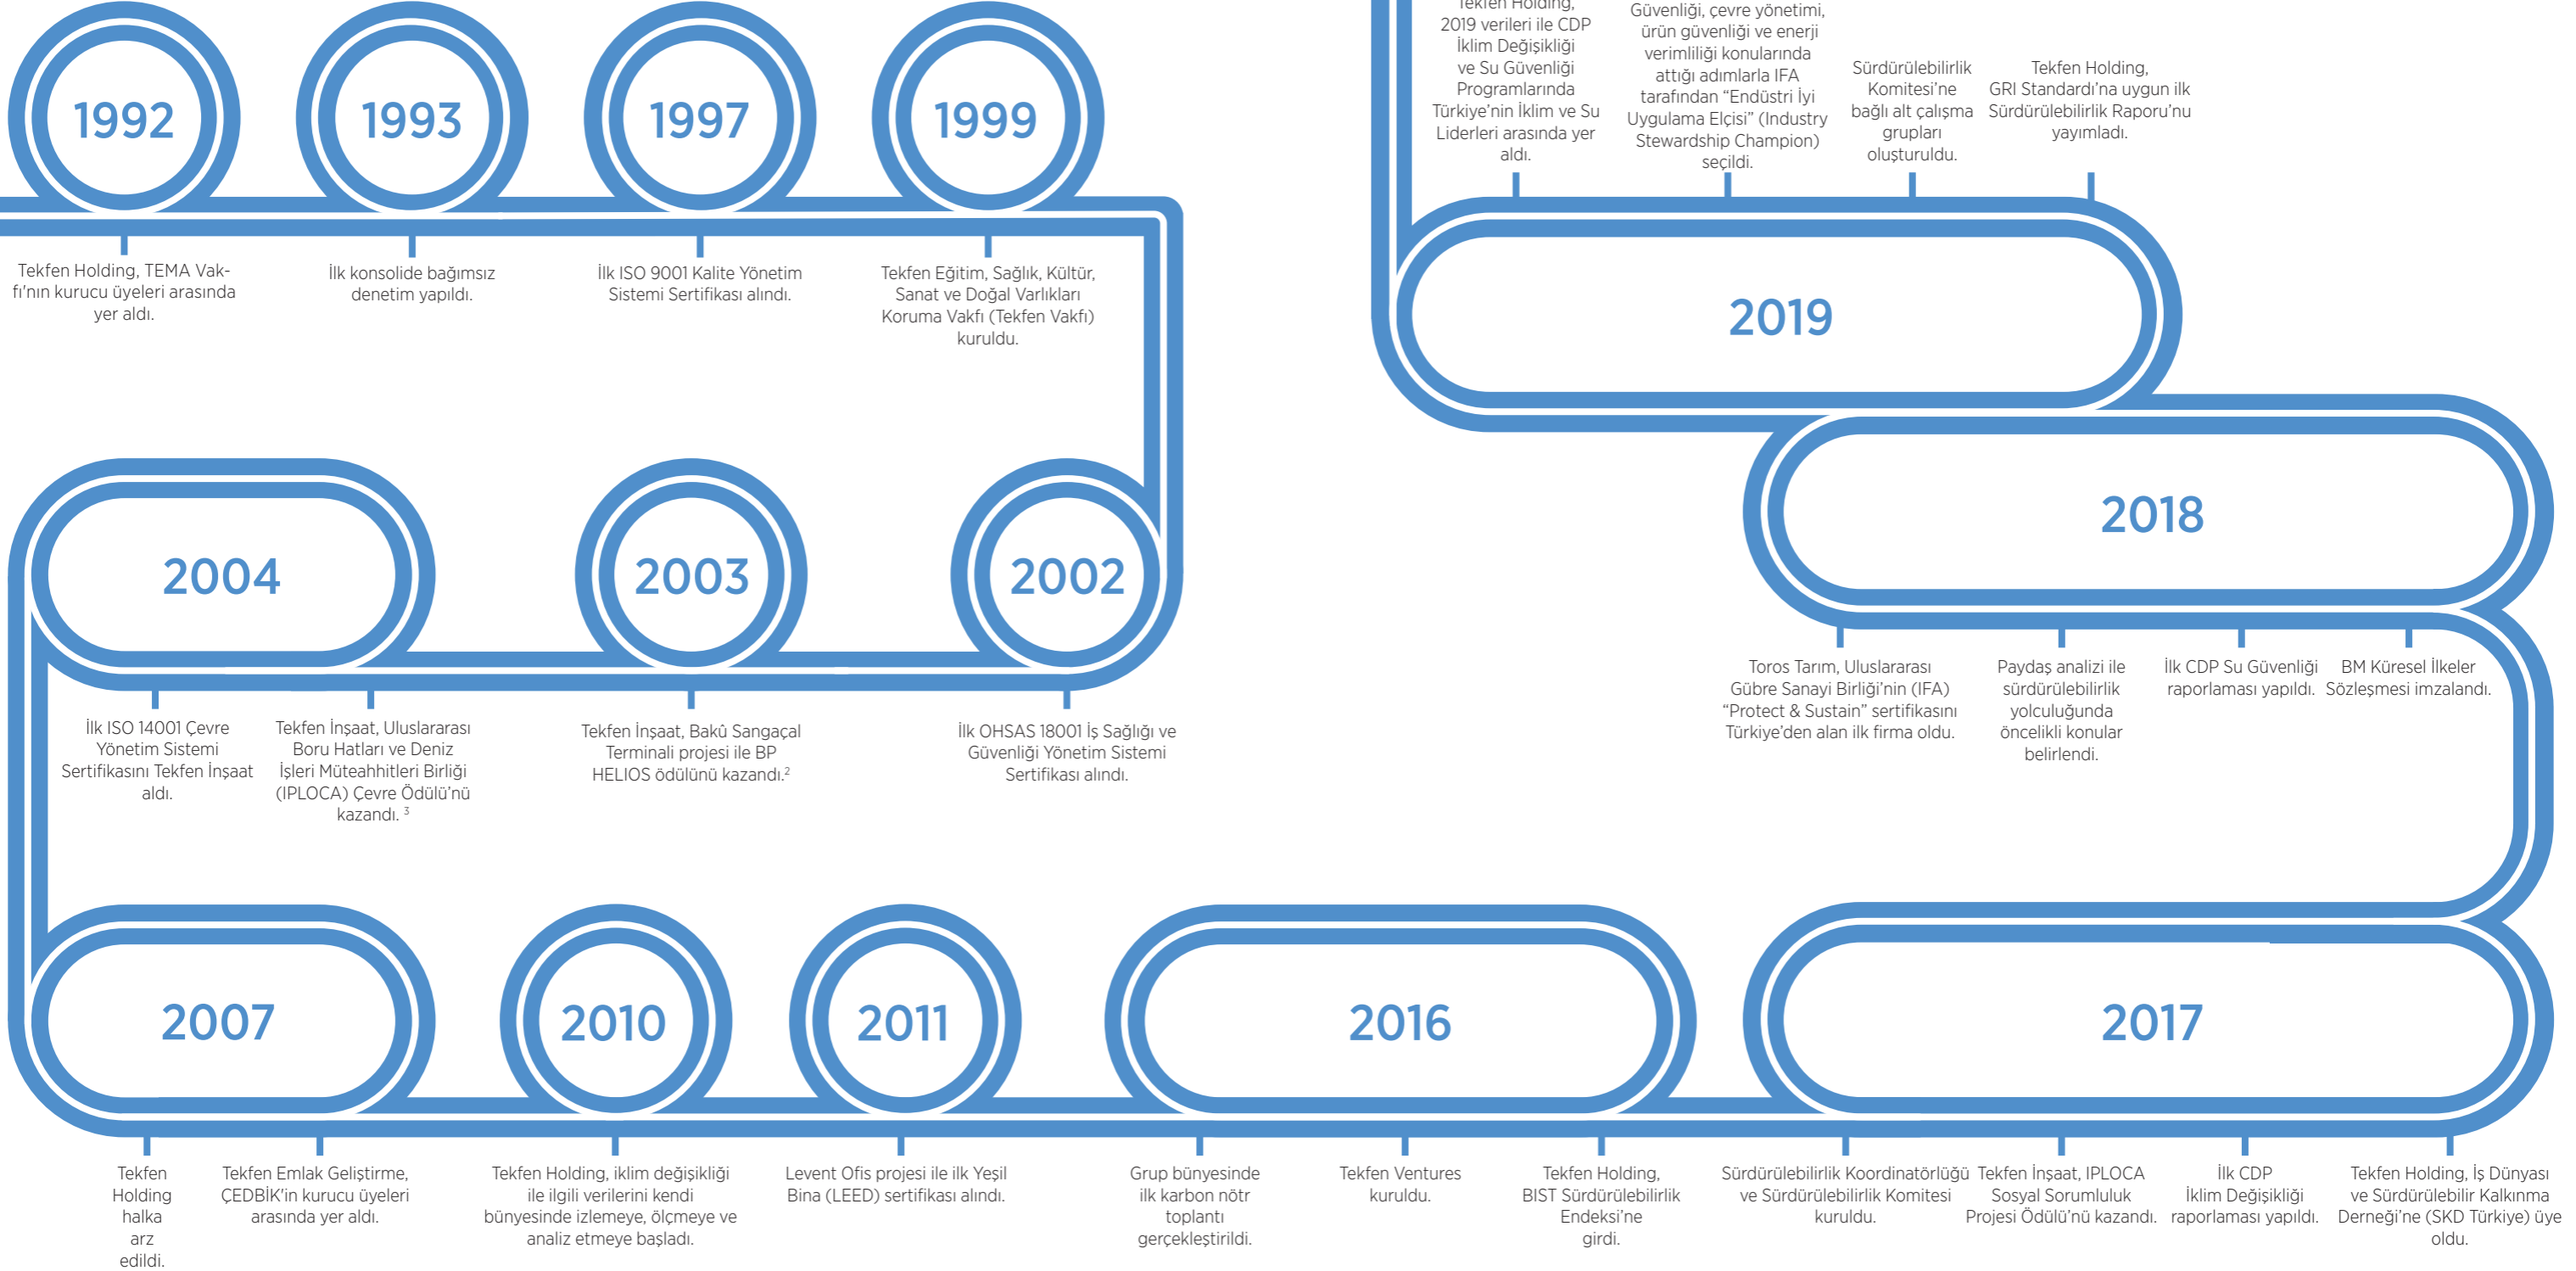 1992
Tekfen Holding, TEMA Vak-
fı'nın kurucu üyeleri arasında
yer aldı.
1993
İlk konsolide bağımsız
denetim yapıldı.
1997
İlk ISO 9001 Kalite Yönetim
Sistemi Sertifikası alındı.
1999
Tekfen Eğitim, Sağlık, Kültür,
Sanat ve Doğal Varlıkları
Koruma Vakfı (Tekfen Vakfı)
kuruldu.
2002
İlk OHSAS 18001 İş Sağlığı ve
Güvenliği Yönetim Sistemi
Sertifikası alındı.
2003
Tekfen İnşaat, Bakû Sangaçal
Terminali projesi ile BP
HELIOS ödülünü kazandı.²
2004
İlk ISO 14001 Çevre
Yönetim Sistemi
Sertifikasını Tekfen İnşaat
aldı.
Tekfen İnşaat, Uluslararası
Boru Hatları ve Deniz
İşleri Müteahhitleri Birliği
(IPLOCA) Çevre Ödülü’nü
kazandı. ³
2007
Tekfen
Holding
halka
arz
edildi.
Tekfen Emlak Geliştirme,
ÇEDBİK'in kurucu üyeleri
arasında yer aldı.
2010
Tekfen Holding, iklim değişikliği
ile ilgili verilerini kendi
bünyesinde izlemeye, ölçmeye ve
analiz etmeye başladı.
2011
Levent Ofis projesi ile ilk Yeşil
Bina (LEED) sertifikası alındı.
2016
Grup bünyesinde
ilk karbon nötr
toplantı
gerçekleştirildi.
Tekfen Ventures
kuruldu.
Tekfen Holding,
BIST Sürdürülebilirlik
Endeksi’ne
girdi.
2017
Sürdürülebilirlik Koordinatörlüğü
ve Sürdürülebilirlik Komitesi
kuruldu.
Tekfen İnşaat, IPLOCA
Sosyal Sorumluluk
Projesi Ödülü’nü kazandı.
İlk CDP
İklim Değişikliği
raporlaması yapıldı.
Tekfen Holding, İş Dünyası
ve Sürdürülebilir Kalkınma
Derneği’ne (SKD Türkiye) üye
oldu.
2018
Toros Tarım, Uluslararası
Gübre Sanayi Birliği’nin (IFA)
“Protect & Sustain” sertifikasını
Türkiye’den alan ilk firma oldu.
Paydaş analizi ile
sürdürülebilirlik
yolculuğunda
öncelikli konular
belirlendi.
İlk CDP Su Güvenliği
raporlaması yapıldı.
BM Küresel İlkeler
Sözleşmesi imzalandı.
2019
Tekfen Holding,
2019 verileri ile CDP
İklim Değişikliği
ve Su Güvenliği
Programlarında
Türkiye’nin İklim ve Su
Liderleri arasında yer
aldı.
Güvenliği, çevre yönetimi,
ürün güvenliği ve enerji
verimliliği konularında
attığı adımlarla IFA
tarafından “Endüstri İyi
Uygulama Elçisi” (Industry
Stewardship Champion)
seçildi.
Sürdürülebilirlik
Komitesi’ne
bağlı alt çalışma
grupları
oluşturuldu.
Tekfen Holding,
GRI Standardı’na uygun ilk
Sürdürülebilirlik Raporu’nu
yayımladı.